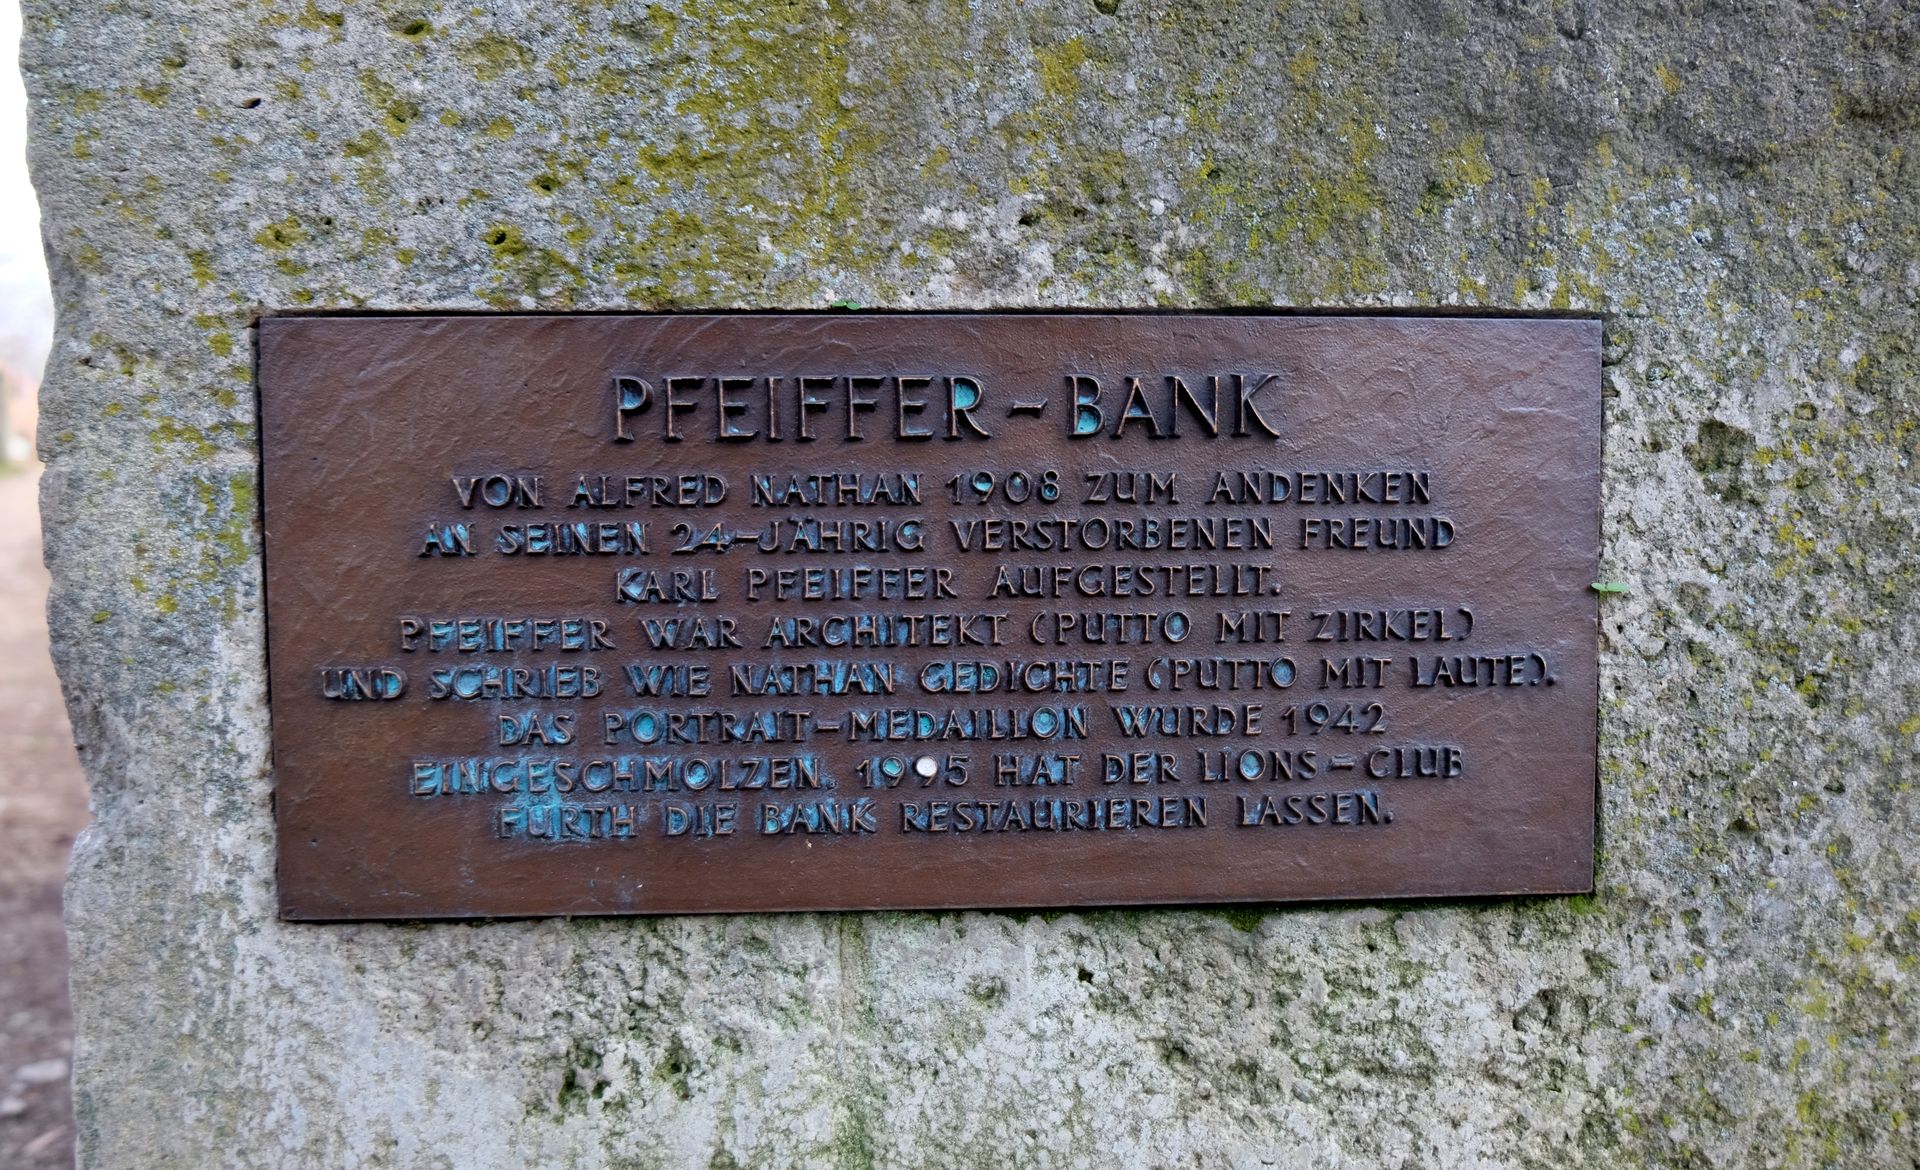 PFEIFFER-BANK
VON ALFRED NATHAN 1908 ZUM ANDENKEN
AN SEINEN 24-JÄHRIG VERSTORBENEN FREUND
KARL PFEIFFER AUFGESTELLT.
PFEIFFER WAR ARCHITEKT (PUTTO MIT ZIRKEL)
UND SCHRIEB WIE NATHAN GEDICHTE (PUTTO MIT LAUTE).
DAS PORTRAIT-MEDAILLON WURDE 1942
EINGESCHMOLZEN. 1995 HAT DER LIONS-CLUB
FÜRTH DIE BANK RESTAURIEREN LASSEN.